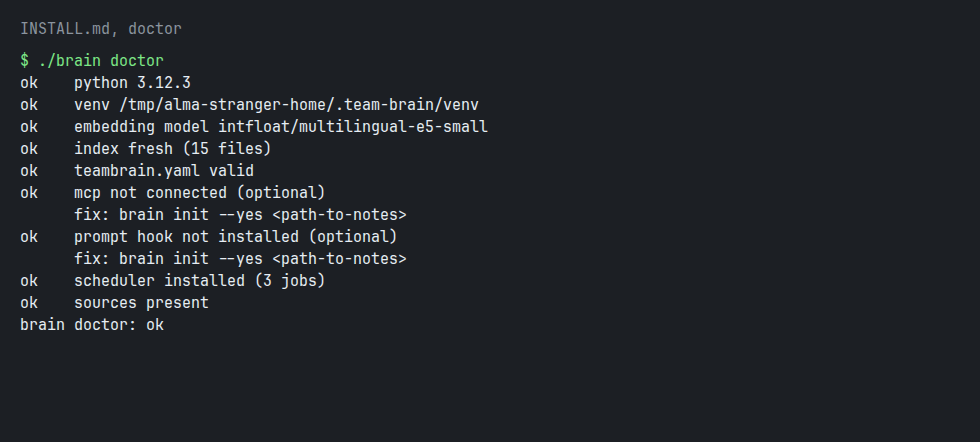 INSTALL.md, doctor
$ ./brain doctor
ok    python 3.12.3
ok    venv /tmp/alma-stranger-home/.team-brain/venv
ok    embedding model intfloat/multilingual-e5-small
ok    index fresh (15 files)
ok    teambrain.yaml valid
ok    mcp not connected (optional)
      fix: brain init --yes <path-to-notes>
ok    prompt hook not installed (optional)
      fix: brain init --yes <path-to-notes>
ok    scheduler installed (3 jobs)
ok    sources present
brain doctor: ok